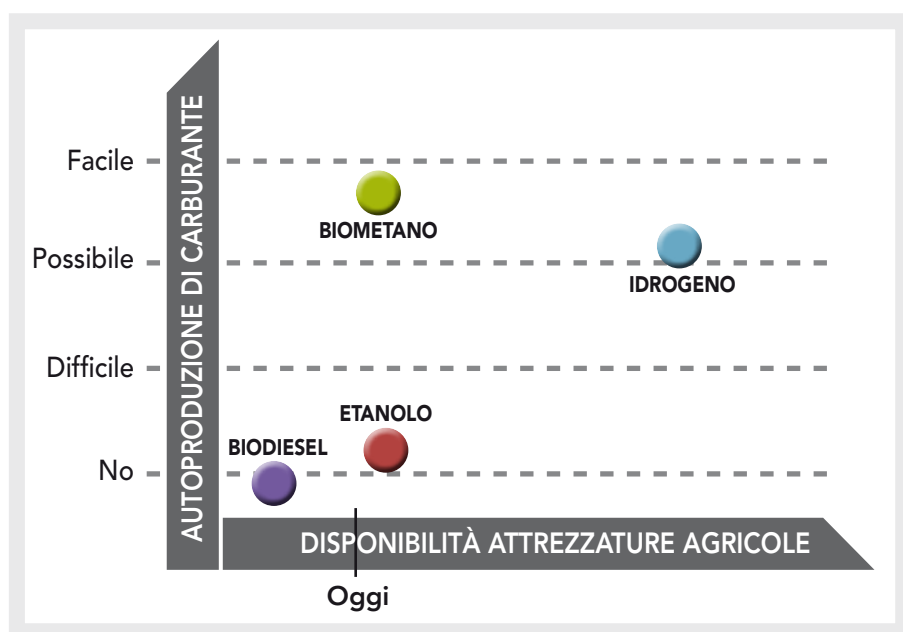 AUTOPRODUZIONE DI CARBURANTE
Facile
BIOMETANO
Possibile
IDROGENO
Difficile
ETANOLO
BIODIESEL
No
DISPONIBILITÀ ATTREZZATURE AGRICOLE
Oggi